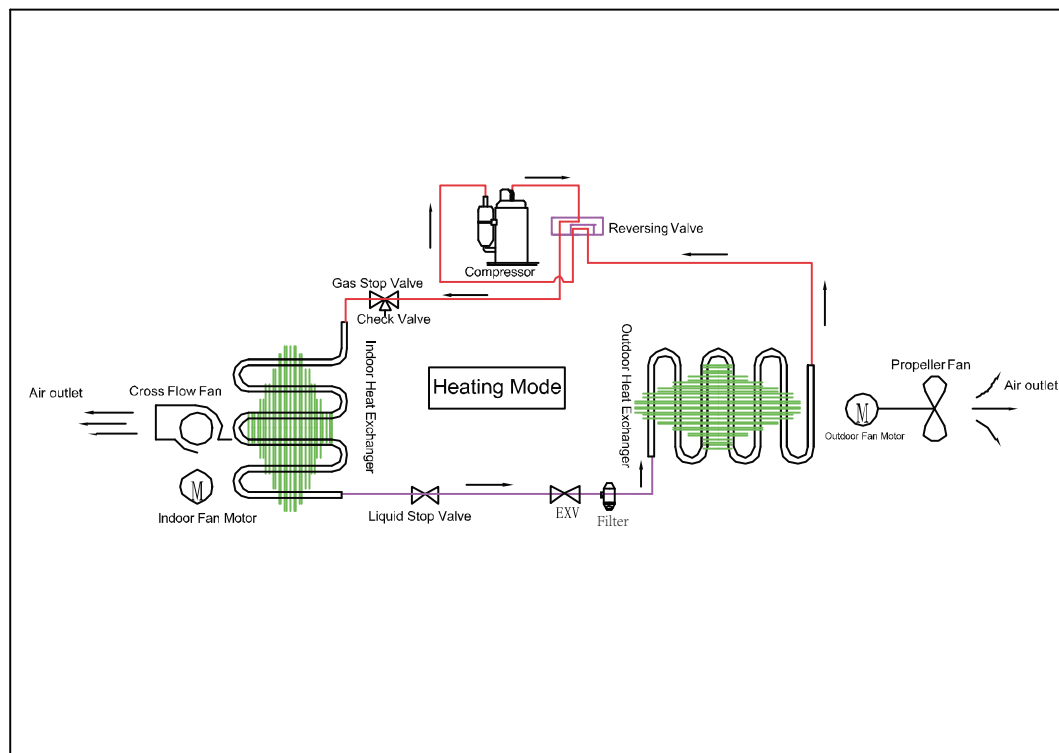 Reversing Valve
Compressor
Gas Stop Valve
Check Valve
Indoor Heat Exchanger
Outdoor Heat Exchanger
Heating Mode
Propeller Fan
Air outlet
Cross Flow Fan
Air outlet
M
Outdoor Fan Motor
M
Indoor Fan Motor
Liquid Stop Valve
EXV
Filter